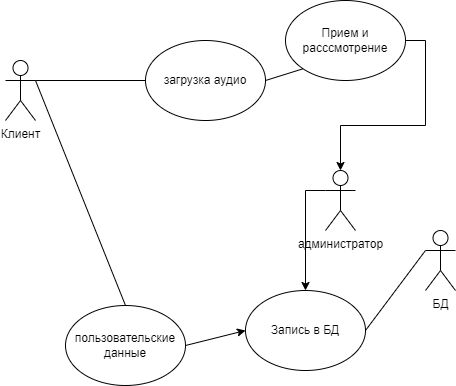 Прием и
расссмотрение
загрузка аудио
Клиент
администратор
БД
Запись в БД
пользовательские
данные